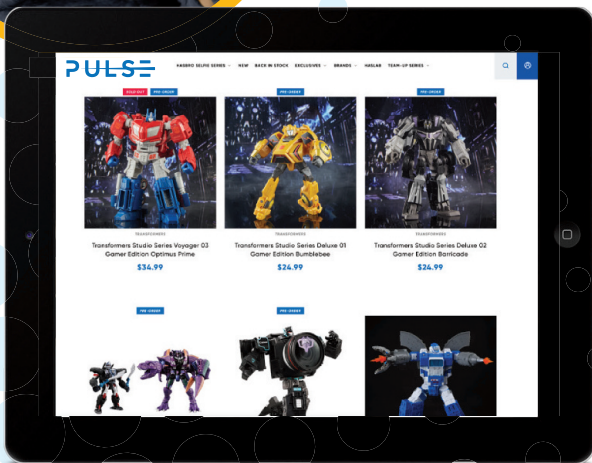 PULSE
HASBRO SELFIE SERIES NEW BACK IN STOCK EXCLUSIVES BRANDS HASLAB TEAM-UP SERIES
SOLD OUT PRE-ORDER PRE-ORDER PRE-ORDER
TRANSFORMERS TRANSFORMERS TRANSFORMERS
Transformers Studio Series Voyager 03 Transformers Studio Series Deluxe 01 Transformers Studio Series Deluxe 02
Gamer Edition Optimus Prime Gamer Edition Bumblebee Gamer Edition Barricade
$34.99 $24.99 $24.99
PRE-ORDER PRE-ORDER